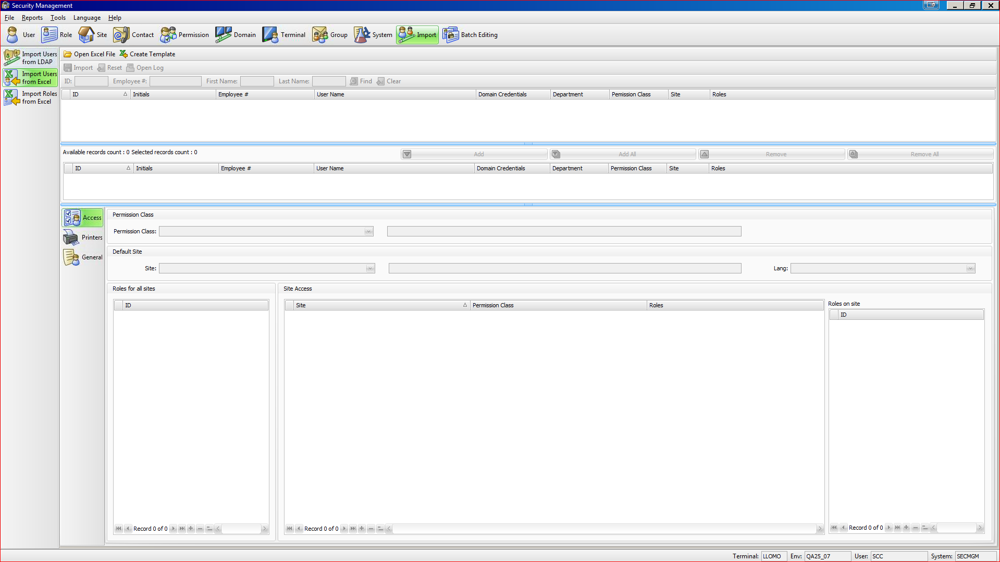 Security Management
File Reports Tools Language Help
User Role Site Contact Permission Domain Terminal Group System Import Batch Editing
Import Users from LDAP
Import Users from Excel
Import Roles from Excel
Open Excel File Create Template
Import Reset Open Log
ID: Employee #: First Name: Last Name: Find Clear
ID Initials Employee # User Name Domain Credentials Department Pemission Class Site Roles
Available records count : 0 Selected records count : 0 Add Add All Remove Remove All
ID Initials Employee # User Name Domain Credentials Department Permission Class Site Roles
Access
Printers
General
Permission Class
Permission Class:
Default Site
Site: Lang:
Roles for all sites
ID
Record 0 of 0
Site Access
Site Permission Class Roles
Record 0 of 0
Roles on site
ID
Record 0 of 0
Terminal: LLOMO Env: QA25_07 User: SCC System: SECMGM